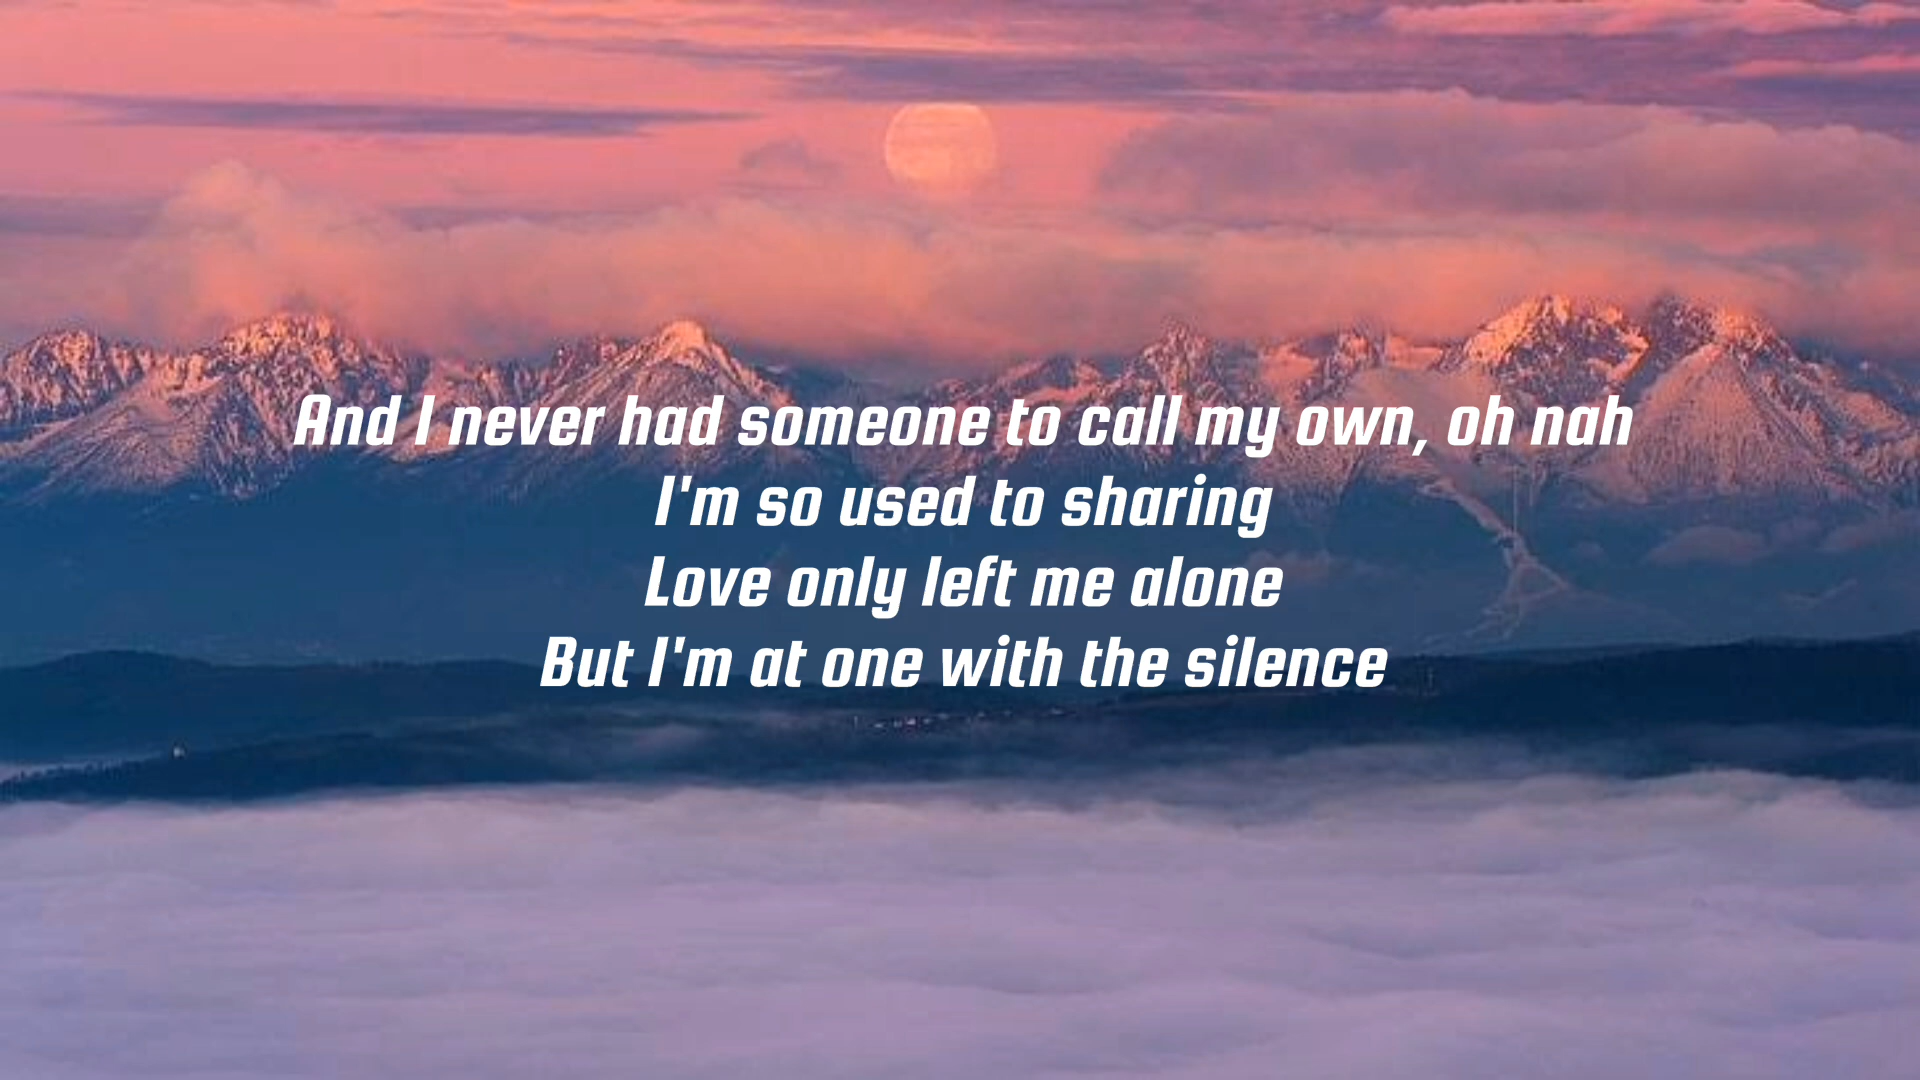 And I never had someone to call my own, oh nah
I'm so used to sharing
Love only left me alone
But I'm at one with the silence